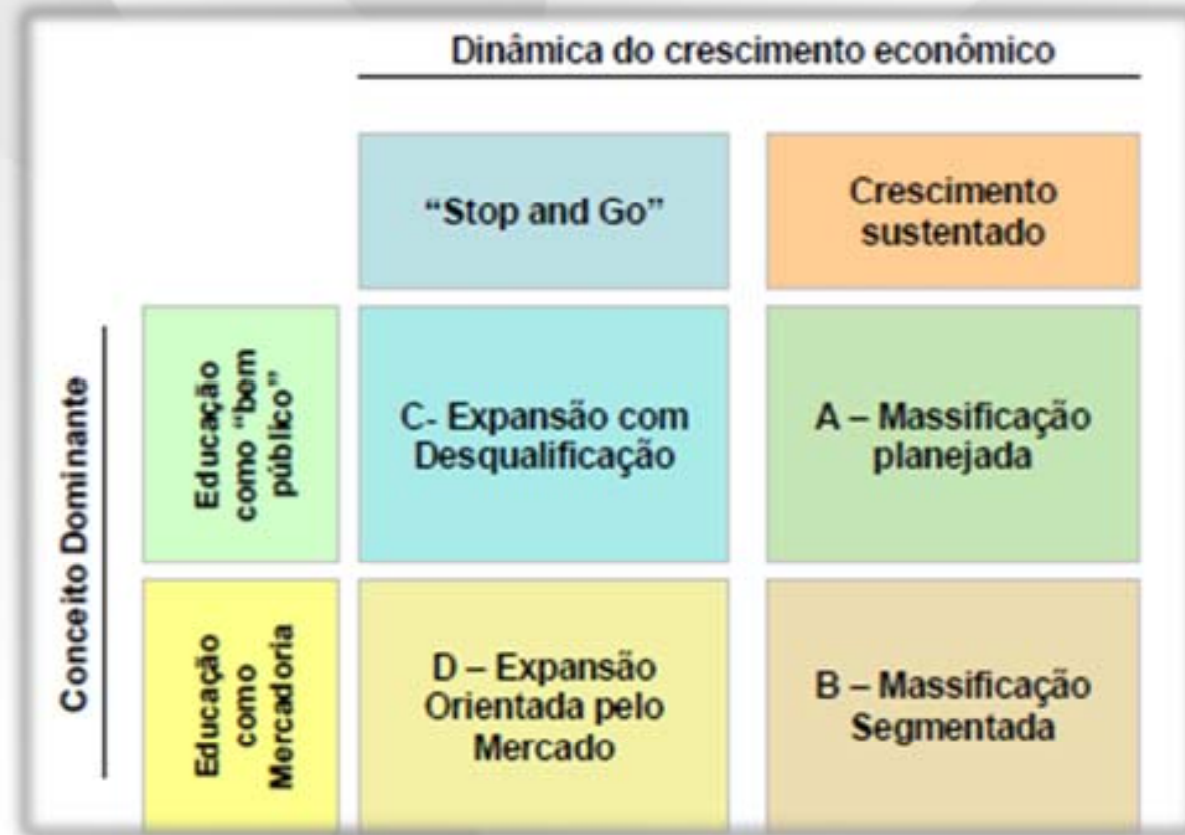 Dinâmica do crescimento econômico
“Stop and Go”
Crescimento
sustentado
Conceito Dominante
Educação
como “bem
público”
C- Expansão com
Desqualificação
A – Massificação
planejada
Educação
como
Mercadoria
D – Expansão
Orientada pelo
Mercado
B – Massificação
Segmentada